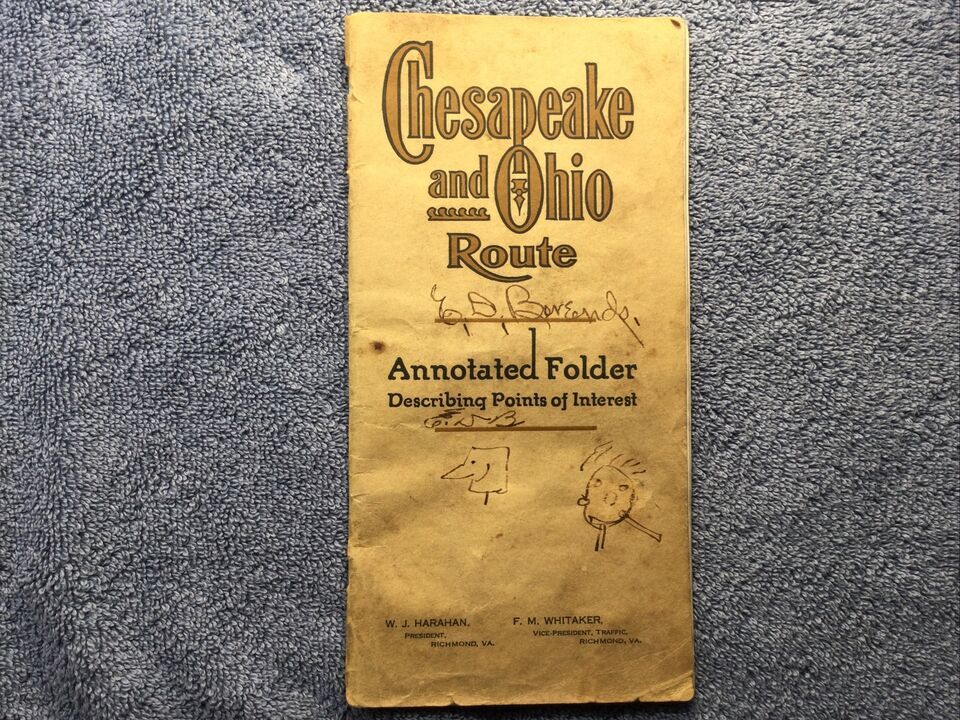 Chesapeake
and Ohio
Route
E. D. 
Annotated Folder
Describing Points of Interest
E. D. B
W. J. HARAHAN,
PRESIDENT,
RICHMOND, VA.
F. M. WHITAKER,
VICE-PRESIDENT, TRAFFIC,
RICHMOND, VA.